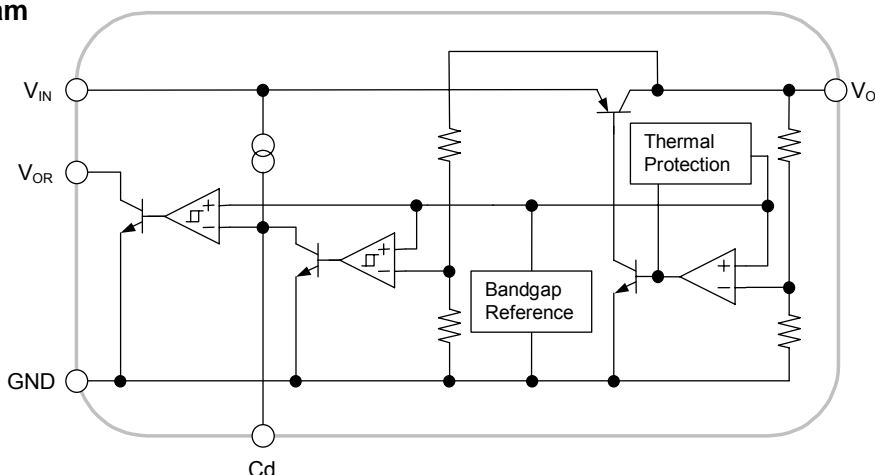 am
V_IN
V_O
Thermal
Protection
V_OR
+
−
+
−
+
−
Bandgap
Reference
GND
Cd